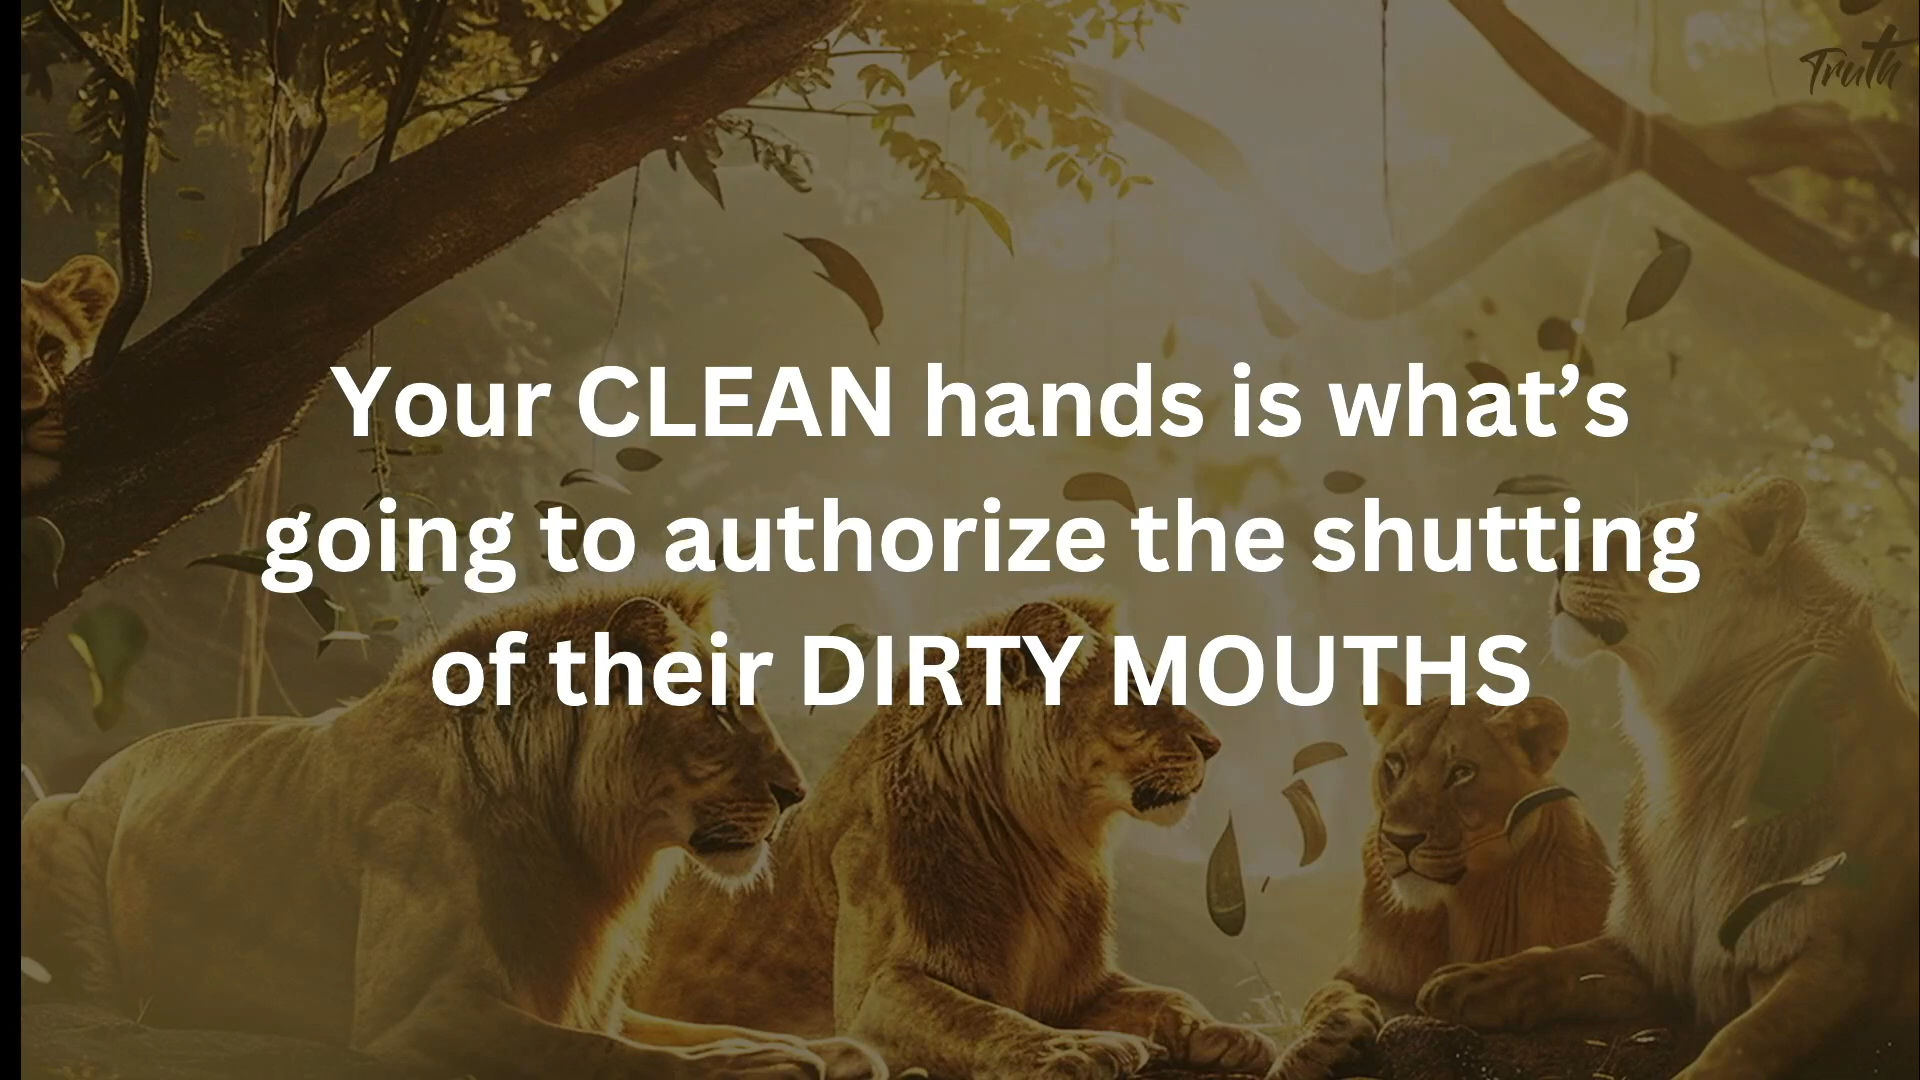 Truth
Your CLEAN hands is what’s
going to authorize the shutting
of their DIRTY MOUTHS